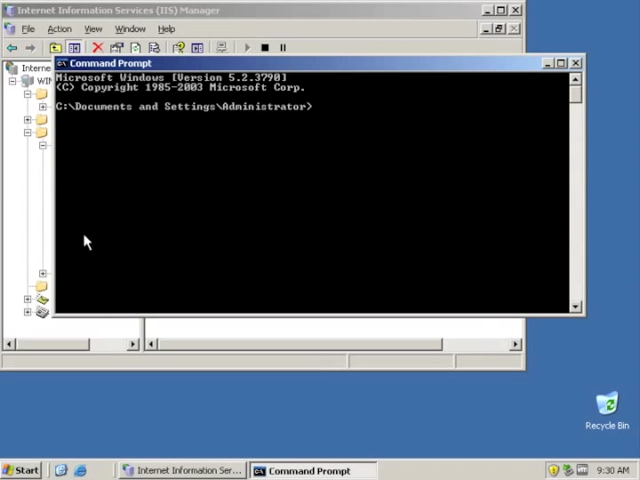 Internet Information Services (IIS) Manager
File Action View Window Help
Command Prompt
Interne
WIN
Microsoft Windows [Version 5.2.3790]
(C) Copyright 1985-2003 Microsoft Corp.
C:\Documents and Settings\Administrator>
Recycle Bin
Start
Internet Information Ser...
Command Prompt
9:30 AM